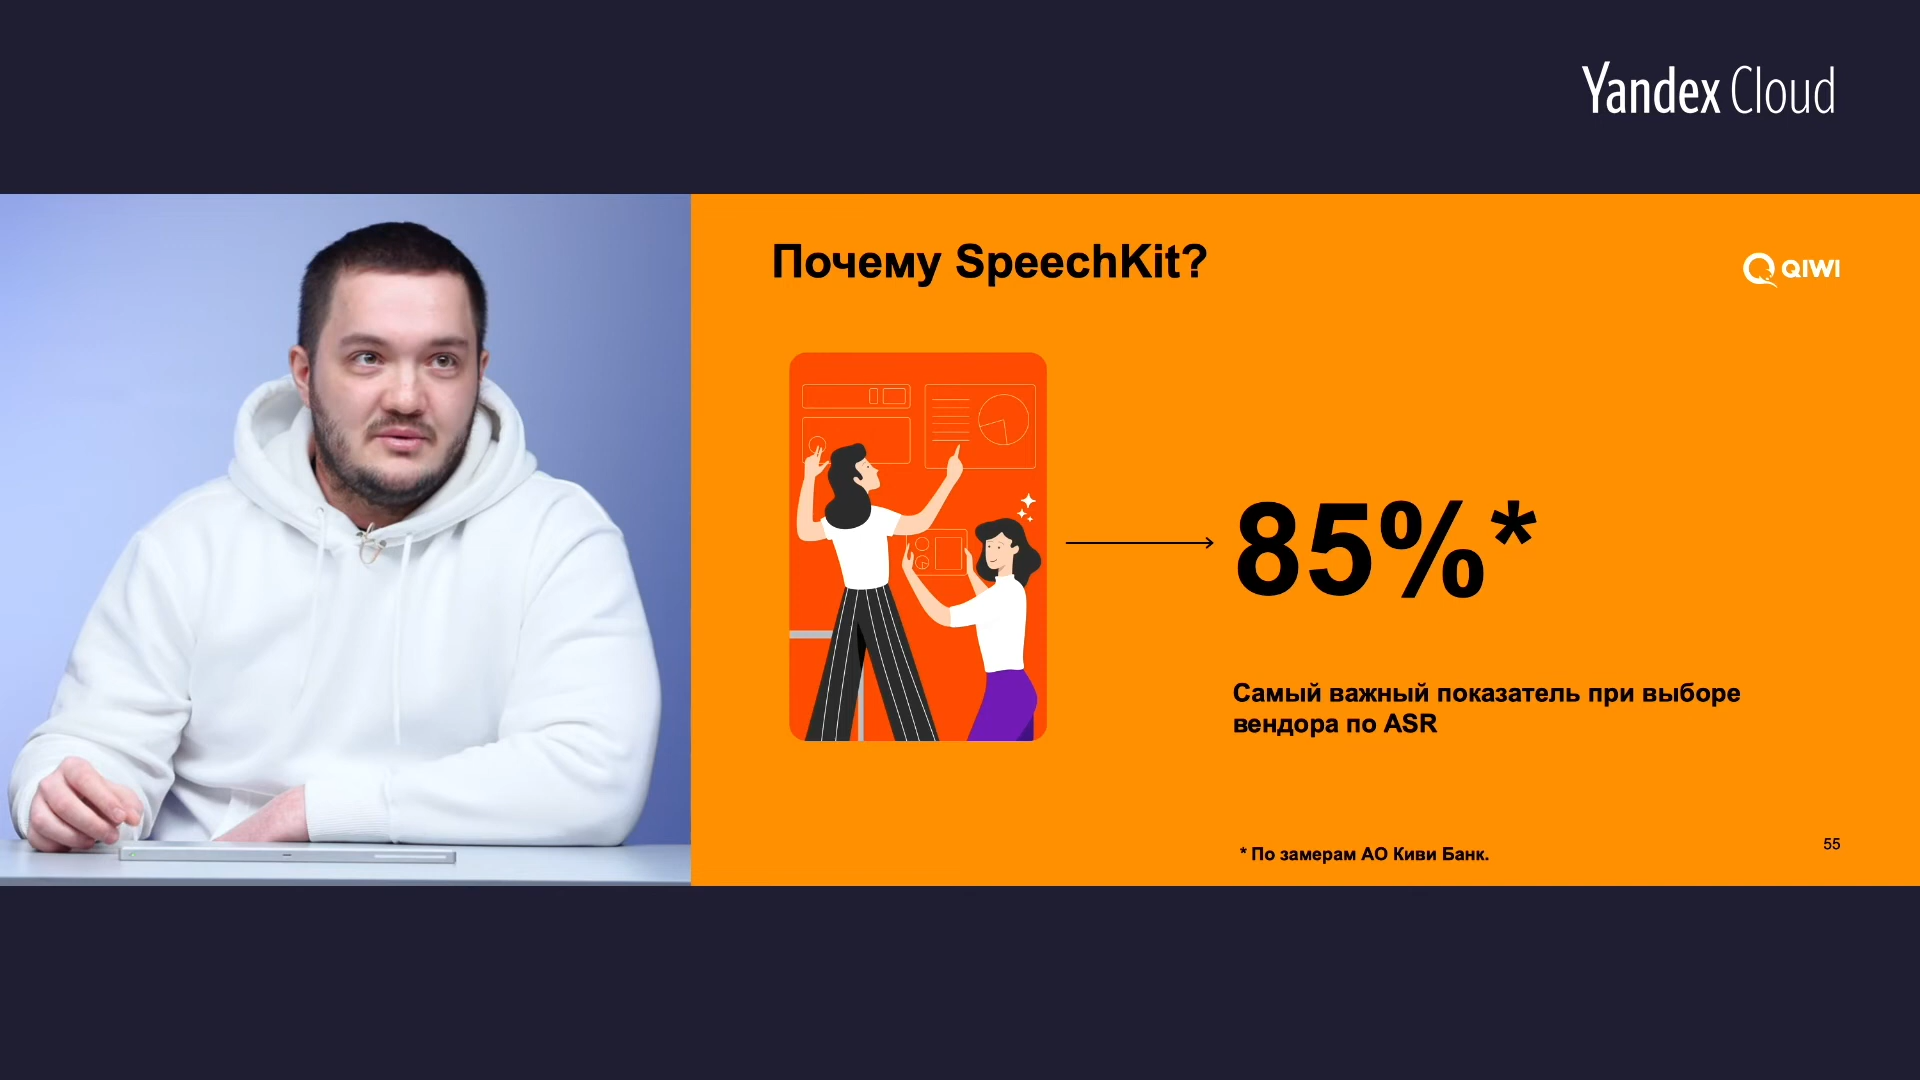 Yandex Cloud
Почему SpeechKit?
QIWI
85%*
Самый важный показатель при выборе
вендора по ASR
* По замерам АО Киви Банк.
55